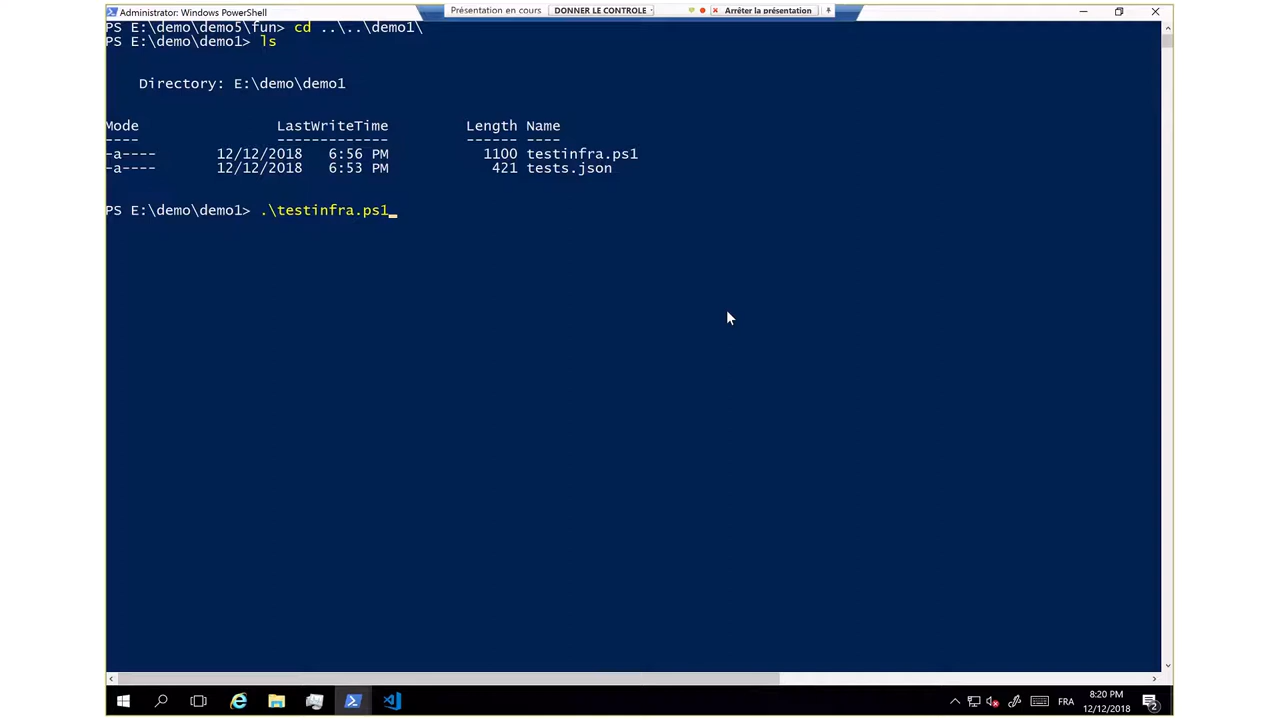 Administrator: Windows PowerShell
Présentation en cours
DONNER LE CONTROLE
Arrêter la présentation
PS E:\demo\demo5\fun> cd ..\..\demo1\
PS E:\demo\demo1> ls
Directory: E:\demo\demo1
Mode LastWriteTime Length Name
---- ------------- ------ ----
-a---- 12/12/2018 6:56 PM 1100 testinfra.ps1
-a---- 12/12/2018 6:53 PM 421 tests.json
PS E:\demo\demo1> .\testinfra.ps1
FRA
8:20 PM
12/12/2018
2